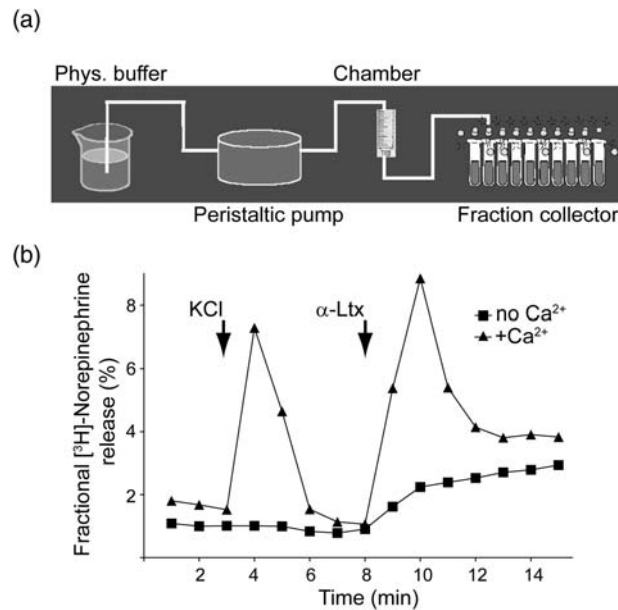 (a)
Phys. buffer
Chamber
Peristaltic pump
Fraction collector
(b)
Fractional [³H]-Norepinephrine
release (%)
8
6
4
2
KCl
α-Ltx
no Ca²⁺
+Ca²⁺
2 4 6 8 10 12 14
Time (min)